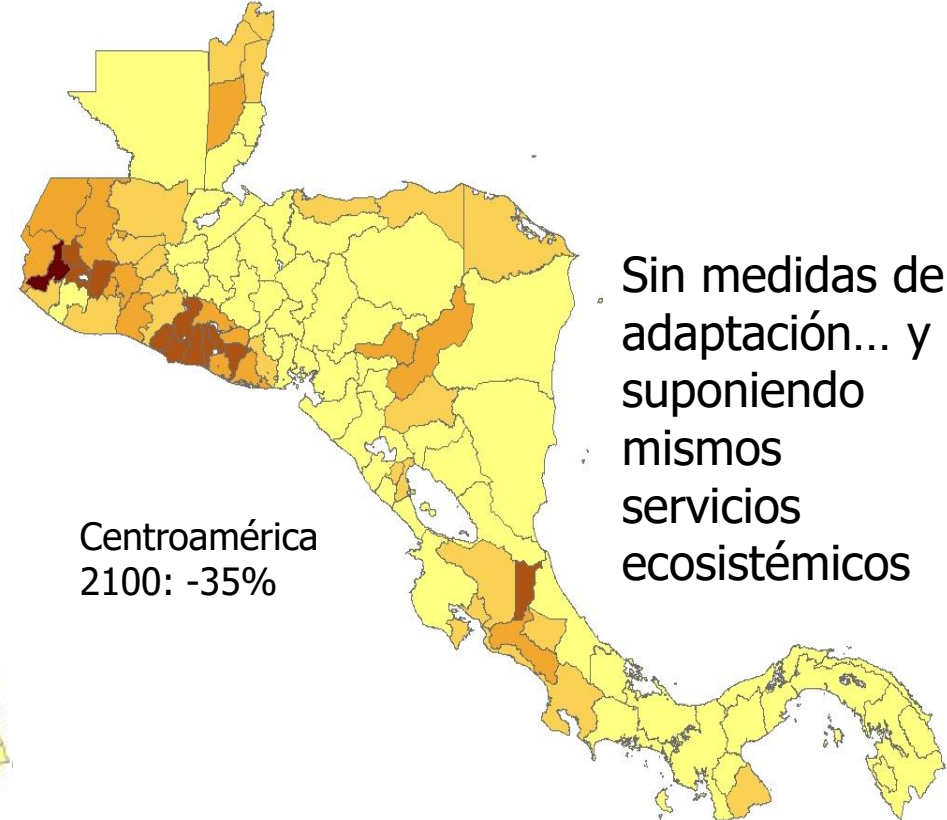 Sin medidas de
adaptación... y
suponiendo
mismos
servicios
ecosistémicos
Centroamérica
2100: -35%